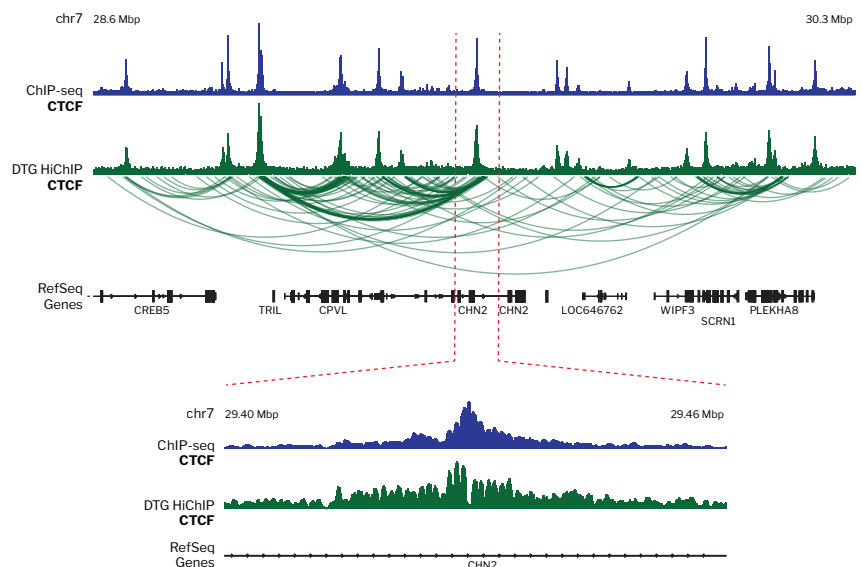 chr7 28.6 Mbp 30.3 Mbp
ChIP-seq
CTCF
DTG HiChIP
CTCF
RefSeq
Genes
CREB5 TRIL CPVL CHN2 CHN2 LOC646762 WIPF3 PLEKHA8
SCRN1
chr7 29.40 Mbp 29.46 Mbp
ChIP-seq
CTCF
DTG HiChIP
CTCF
RefSeq
Genes
CHN2